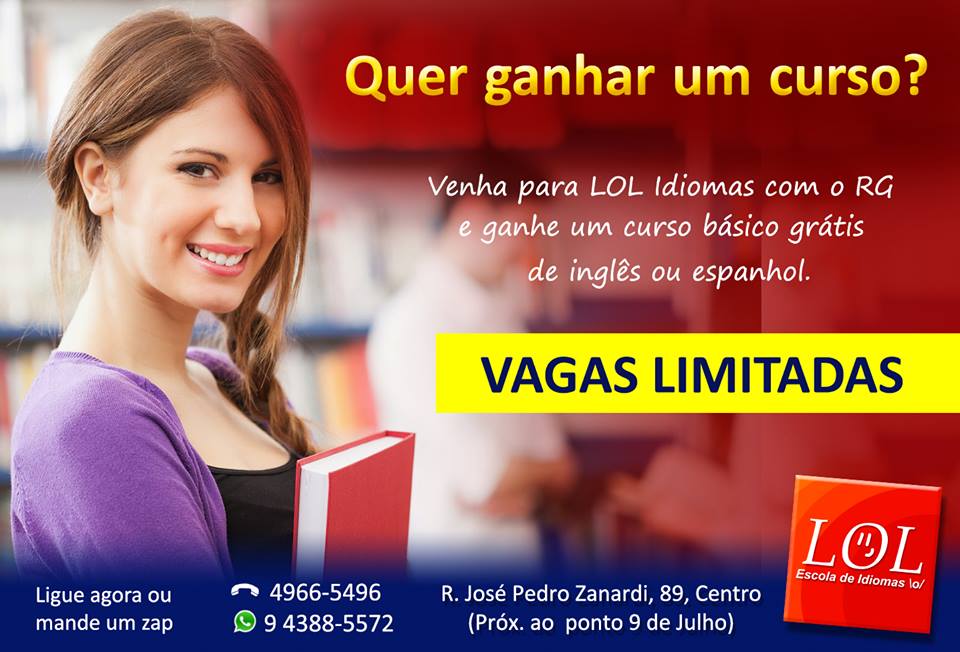 Quer ganhar um curso?
Venha para LOL Idiomas com o RG
e ganhe um curso básico grátis
de inglês ou espanhol.
VAGAS LIMITADAS
LOL
Escola de Idiomas \o/
Ligue agora ou
mande um zap
4966-5496
9 4388-5572
R. José Pedro Zanardi, 89, Centro
(Próx. ao ponto 9 de Julho)